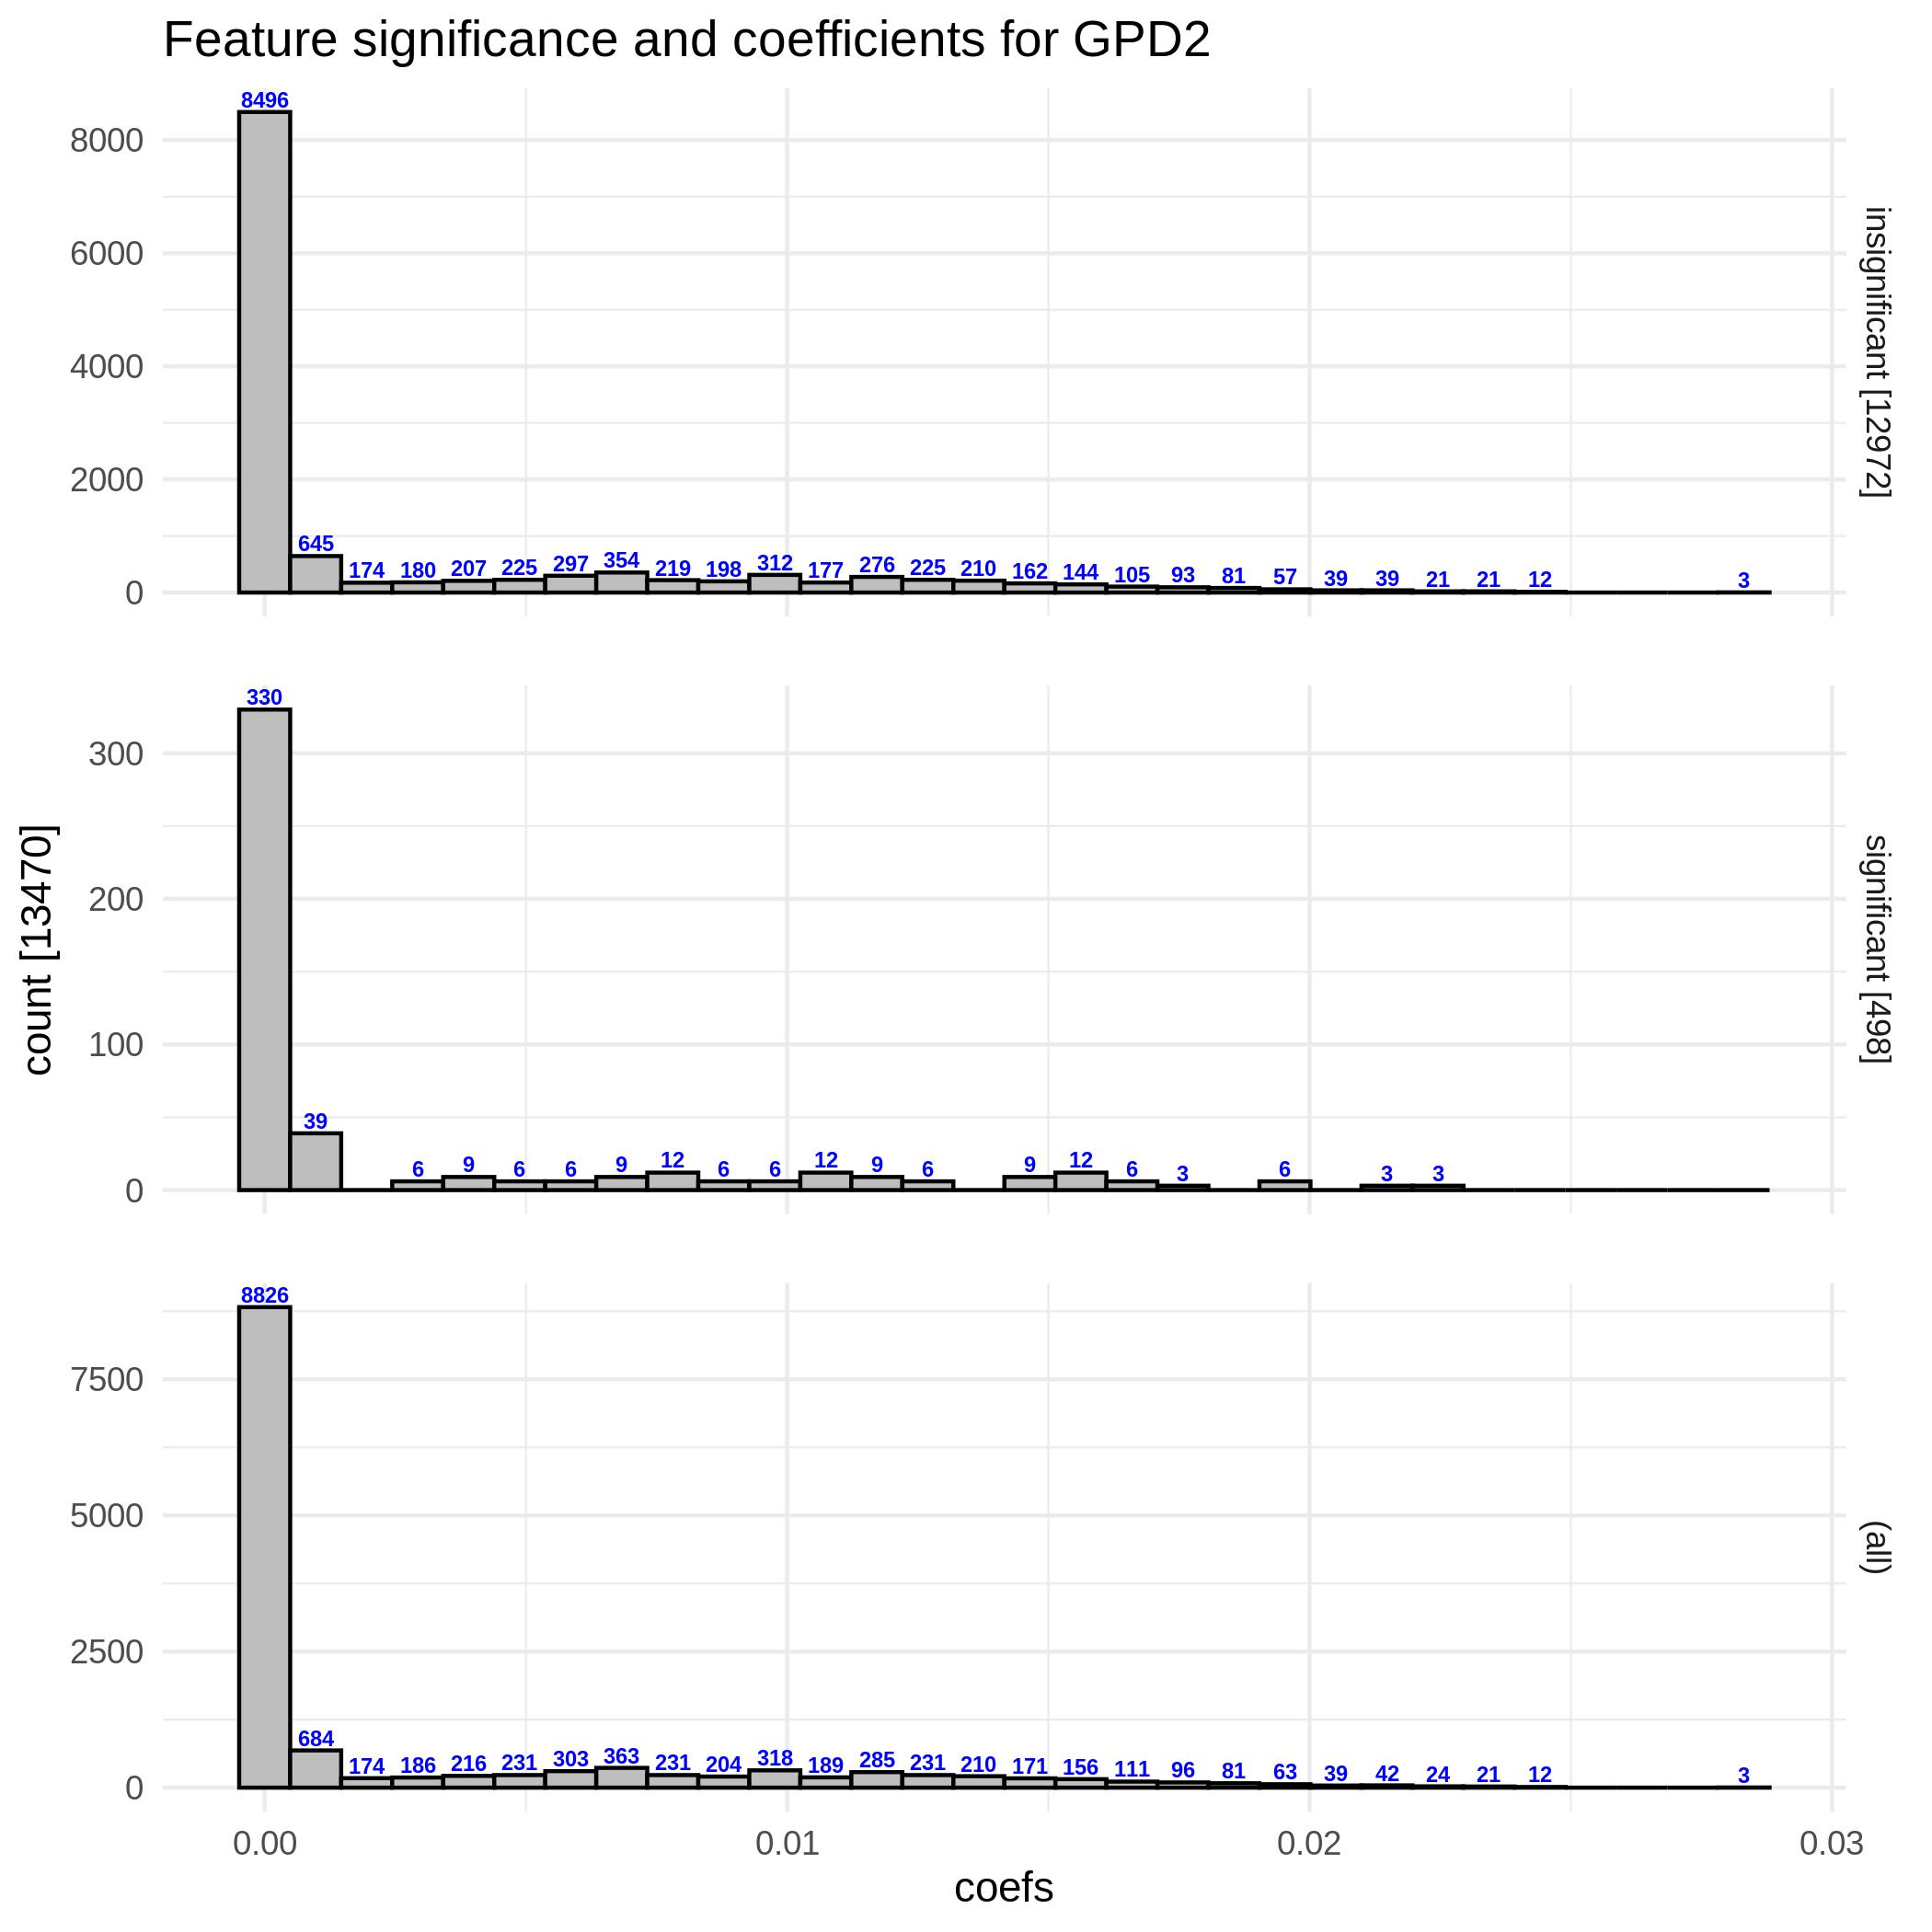 Feature significance and coefficients for GPD2
8496
8000
6000
4000
2000
0
645
174 180 207 225 297 354 219 198 312 177 276 225 210 162 144 105 93 81 57 39 39 21 21 12 3
insignificant [12972]
count [13470]
330
300
200
100
0
39
6 9 6 6 9 12 6 6 12 9 6 9 12 6 3 6 3 3
significant [498]
8826
7500
5000
2500
0
684
174 186 216 231 303 363 231 204 318 189 285 231 210 171 156 111 96 81 63 39 42 24 21 12 3
(all)
0.00 0.01 0.02 0.03
coefs